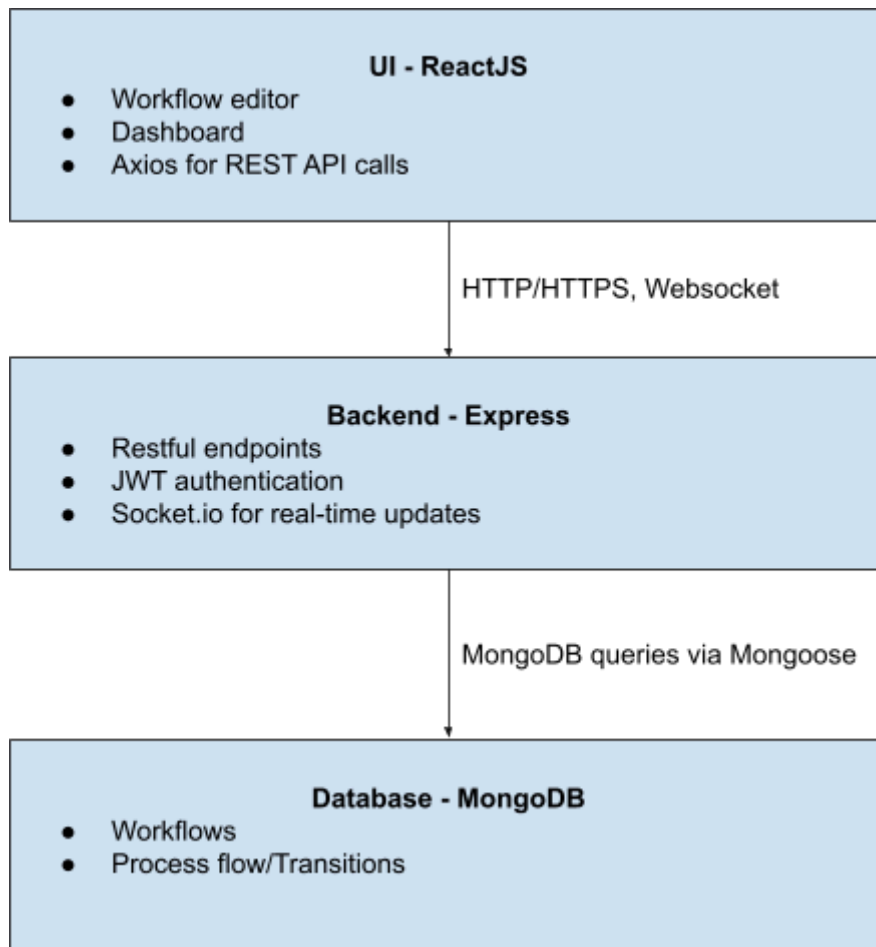 UI - ReactJS
● Workflow editor
● Dashboard
● Axios for REST API calls
HTTP/HTTPS, Websocket
Backend - Express
● Restful endpoints
● JWT authentication
● Socket.io for real-time updates
MongoDB queries via Mongoose
Database - MongoDB
● Workflows
● Process flow/Transitions